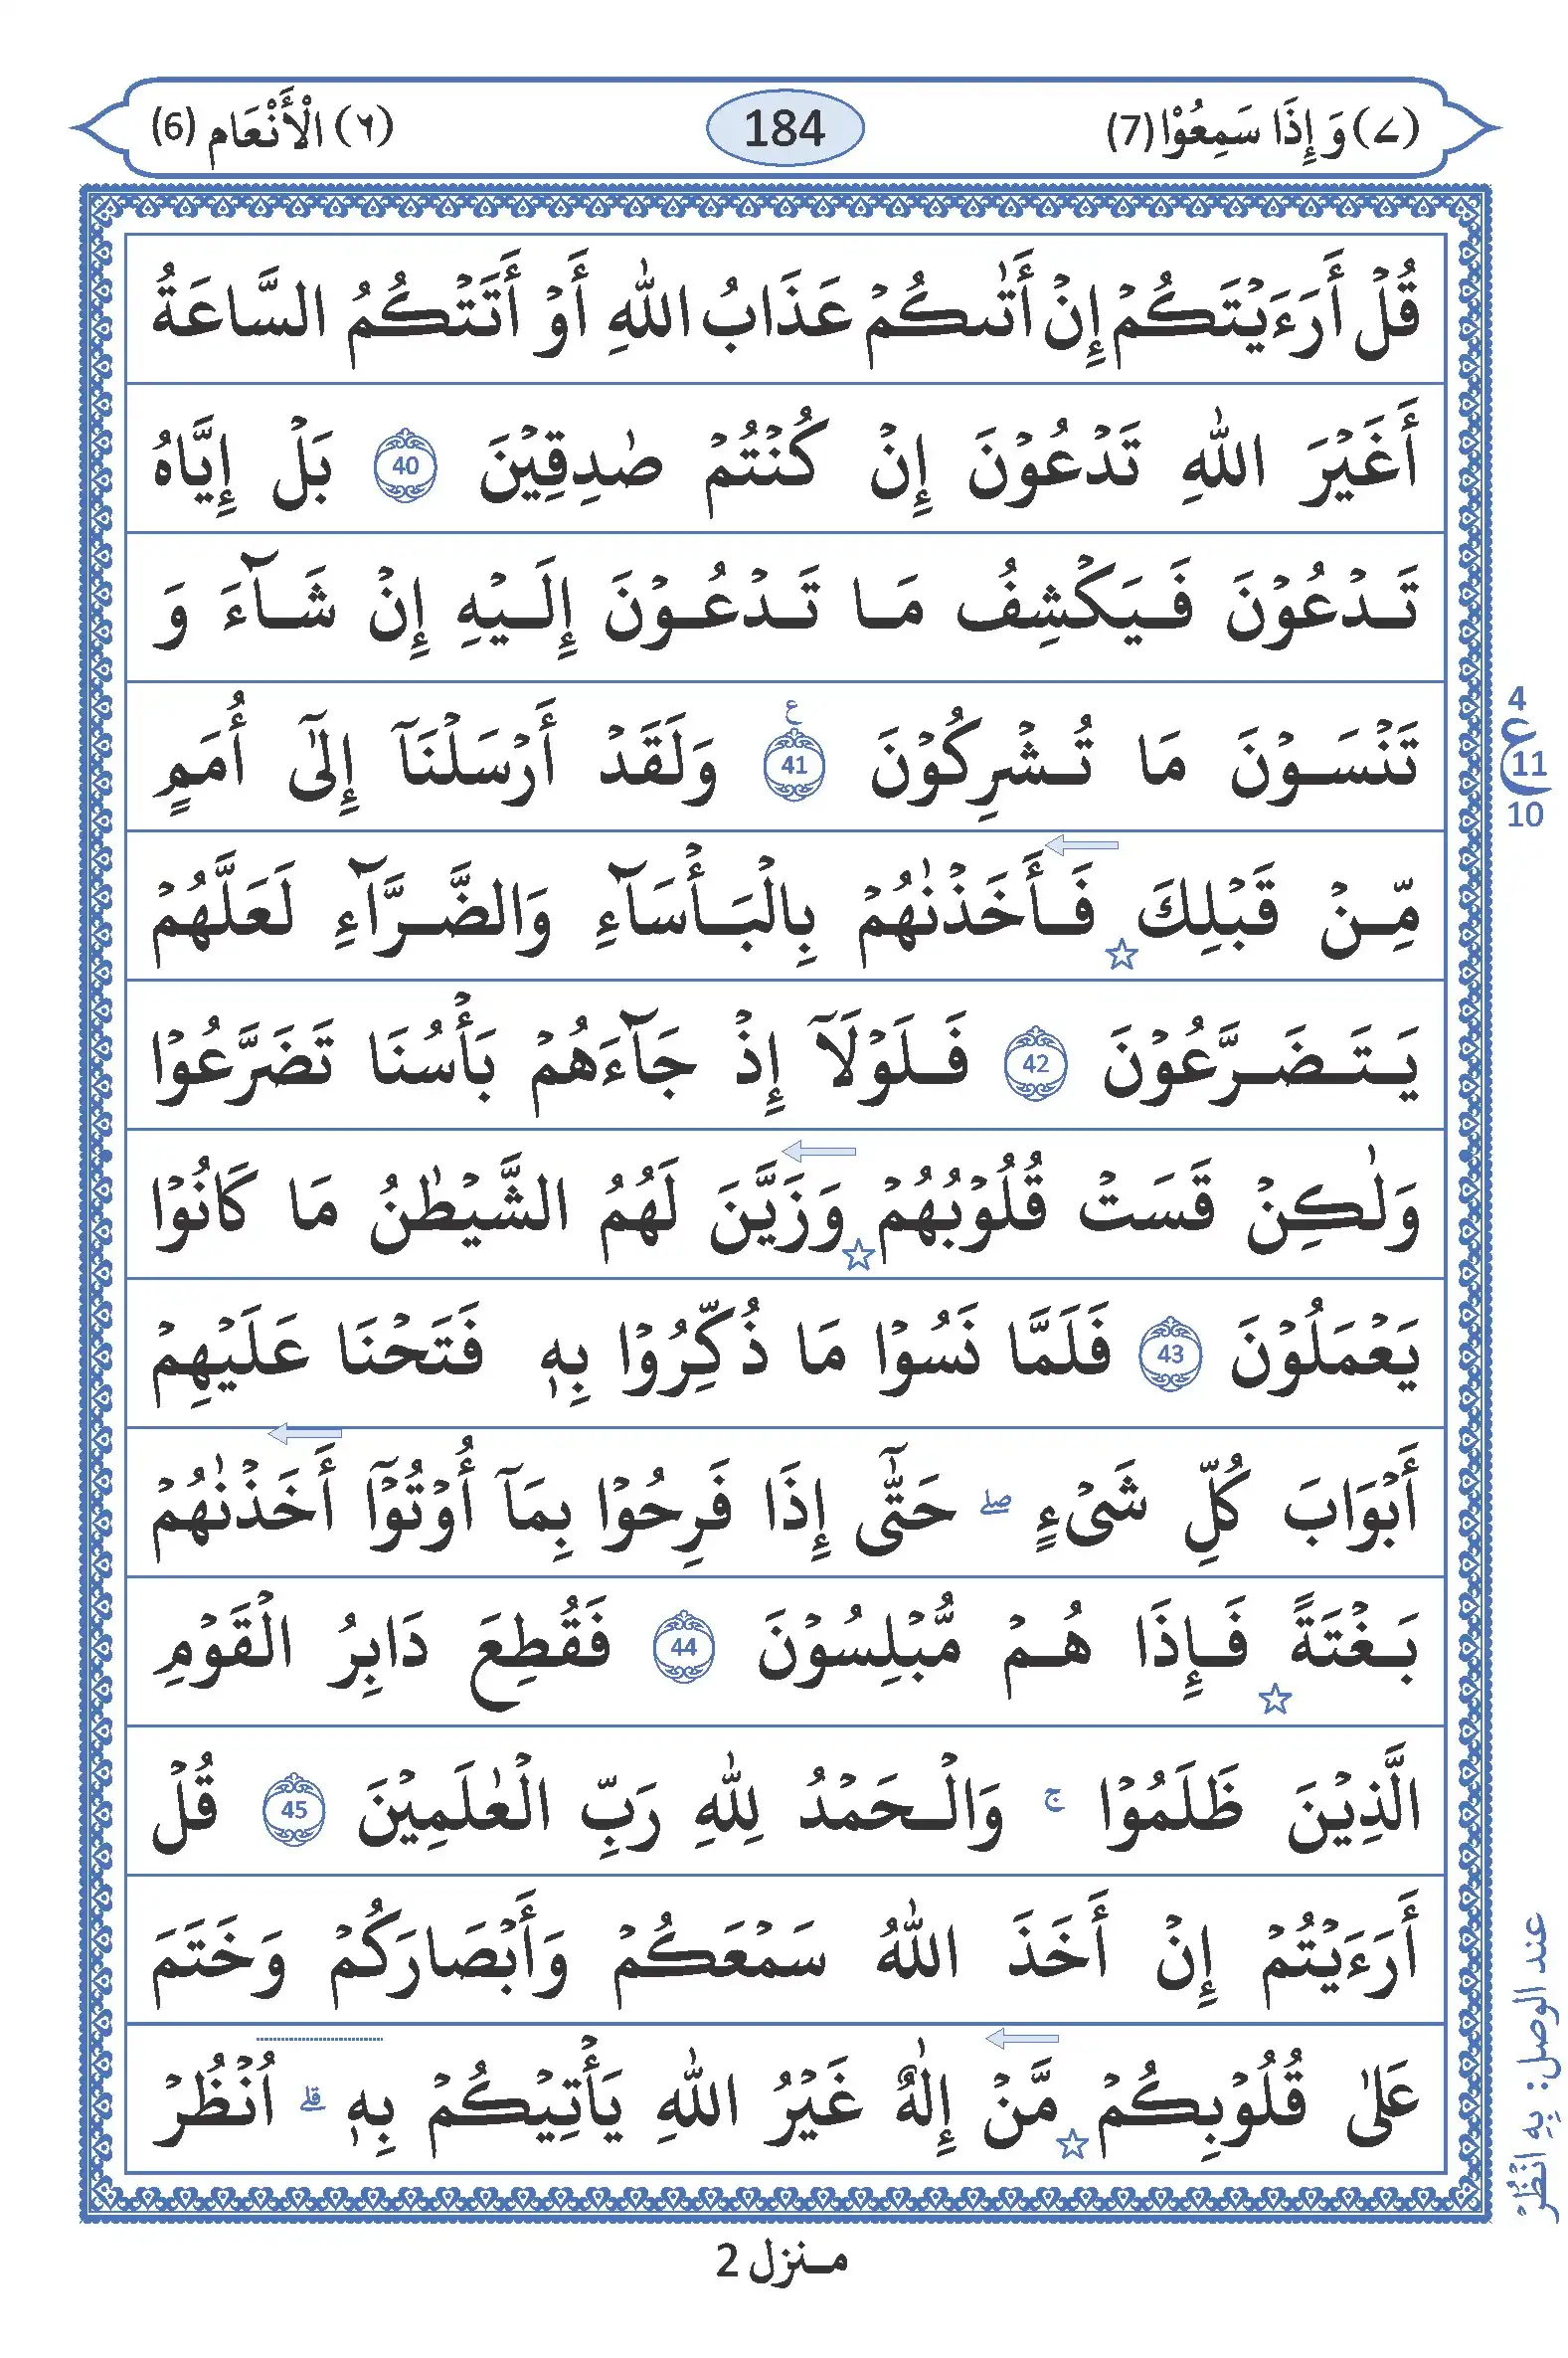 (٧) وَ إِذَا سَمِعُوْا (7)
184
(٦) الْأَنْعَام (6)
قُلْ أَرَءَيْتَكُمْ إِنْ أَتٰىكُمْ عَذَابُ اللّٰهِ أَوْ أَتَتْكُمُ السَّاعَةُ
أَغَيْرَ اللّٰهِ تَدْعُوْنَ إِنْ كُنْتُمْ صٰدِقِيْنَ 40 بَلْ إِيَّاهُ
تَدْعُوْنَ فَيَكْشِفُ مَا تَدْعُوْنَ إِلَيْهِ إِنْ شَآءَ وَ
تَنْسَوْنَ مَا تُشْرِكُوْنَ 41 ع وَلَقَدْ أَرْسَلْنَآ إِلٰٓى أُمَمٍ
مِّنْ قَبْلِكَ ☆ فَأَخَذْنٰهُمْ بِالْبَأْسَآءِ وَالضَّرَّآءِ لَعَلَّهُمْ
يَتَضَرَّعُوْنَ 42 فَلَوْلَآ إِذْ جَآءَهُمْ بَأْسُنَا تَضَرَّعُوْا
وَلٰكِنْ قَسَتْ قُلُوْبُهُمْ ☆ وَزَيَّنَ لَهُمُ الشَّيْطٰنُ مَا كَانُوْا
يَعْمَلُوْنَ 43 فَلَمَّا نَسُوْا مَا ذُكِّرُوْا بِهٖ فَتَحْنَا عَلَيْهِمْ
أَبْوَابَ كُلِّ شَىْءٍ ۖ حَتّٰٓى إِذَا فَرِحُوْا بِمَآ أُوْتُوْٓا أَخَذْنٰهُمْ
بَغْتَةً ☆ فَإِذَا هُمْ مُّبْلِسُوْنَ 44 فَقُطِعَ دَابِرُ الْقَوْمِ
الَّذِيْنَ ظَلَمُوْا ۚ وَالْحَمْدُ لِلّٰهِ رَبِّ الْعٰلَمِيْنَ 45 قُلْ
أَرَءَيْتُمْ إِنْ أَخَذَ اللّٰهُ سَمْعَكُمْ وَأَبْصَارَكُمْ وَخَتَمَ
عَلٰى قُلُوْبِكُمْ ☆ مَّنْ إِلٰهٌ غَيْرُ اللّٰهِ يَأْتِيْكُمْ بِهٖ ۗ اُنْظُرْ
4
ع 11
10
عند الوصل: بِهِ انْظُرْ
منزل 2